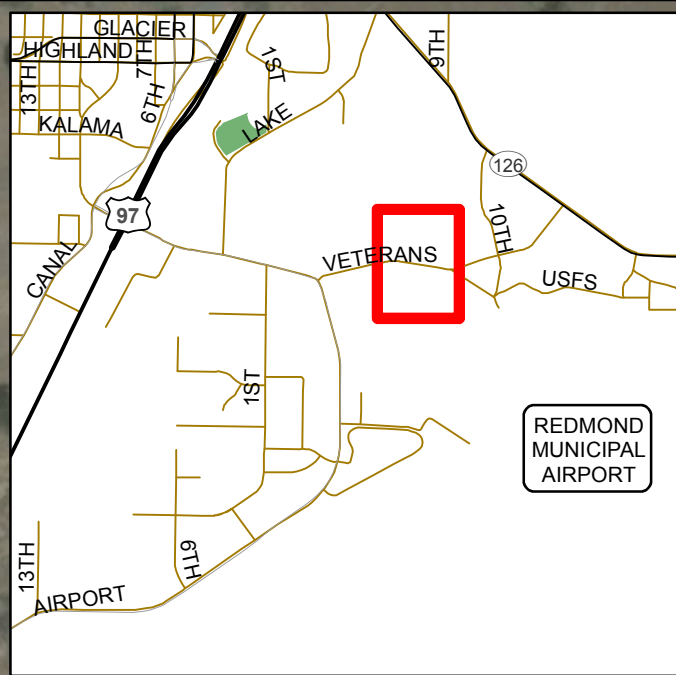 GLACIER
HIGHLAND
13TH
7TH
6TH
1ST
9TH
KALAMA
LAKE
126
97
10TH
VETERANS
CANAL
USFS
1ST
REDMOND
MUNICIPAL
AIRPORT
13TH
6TH
AIRPORT